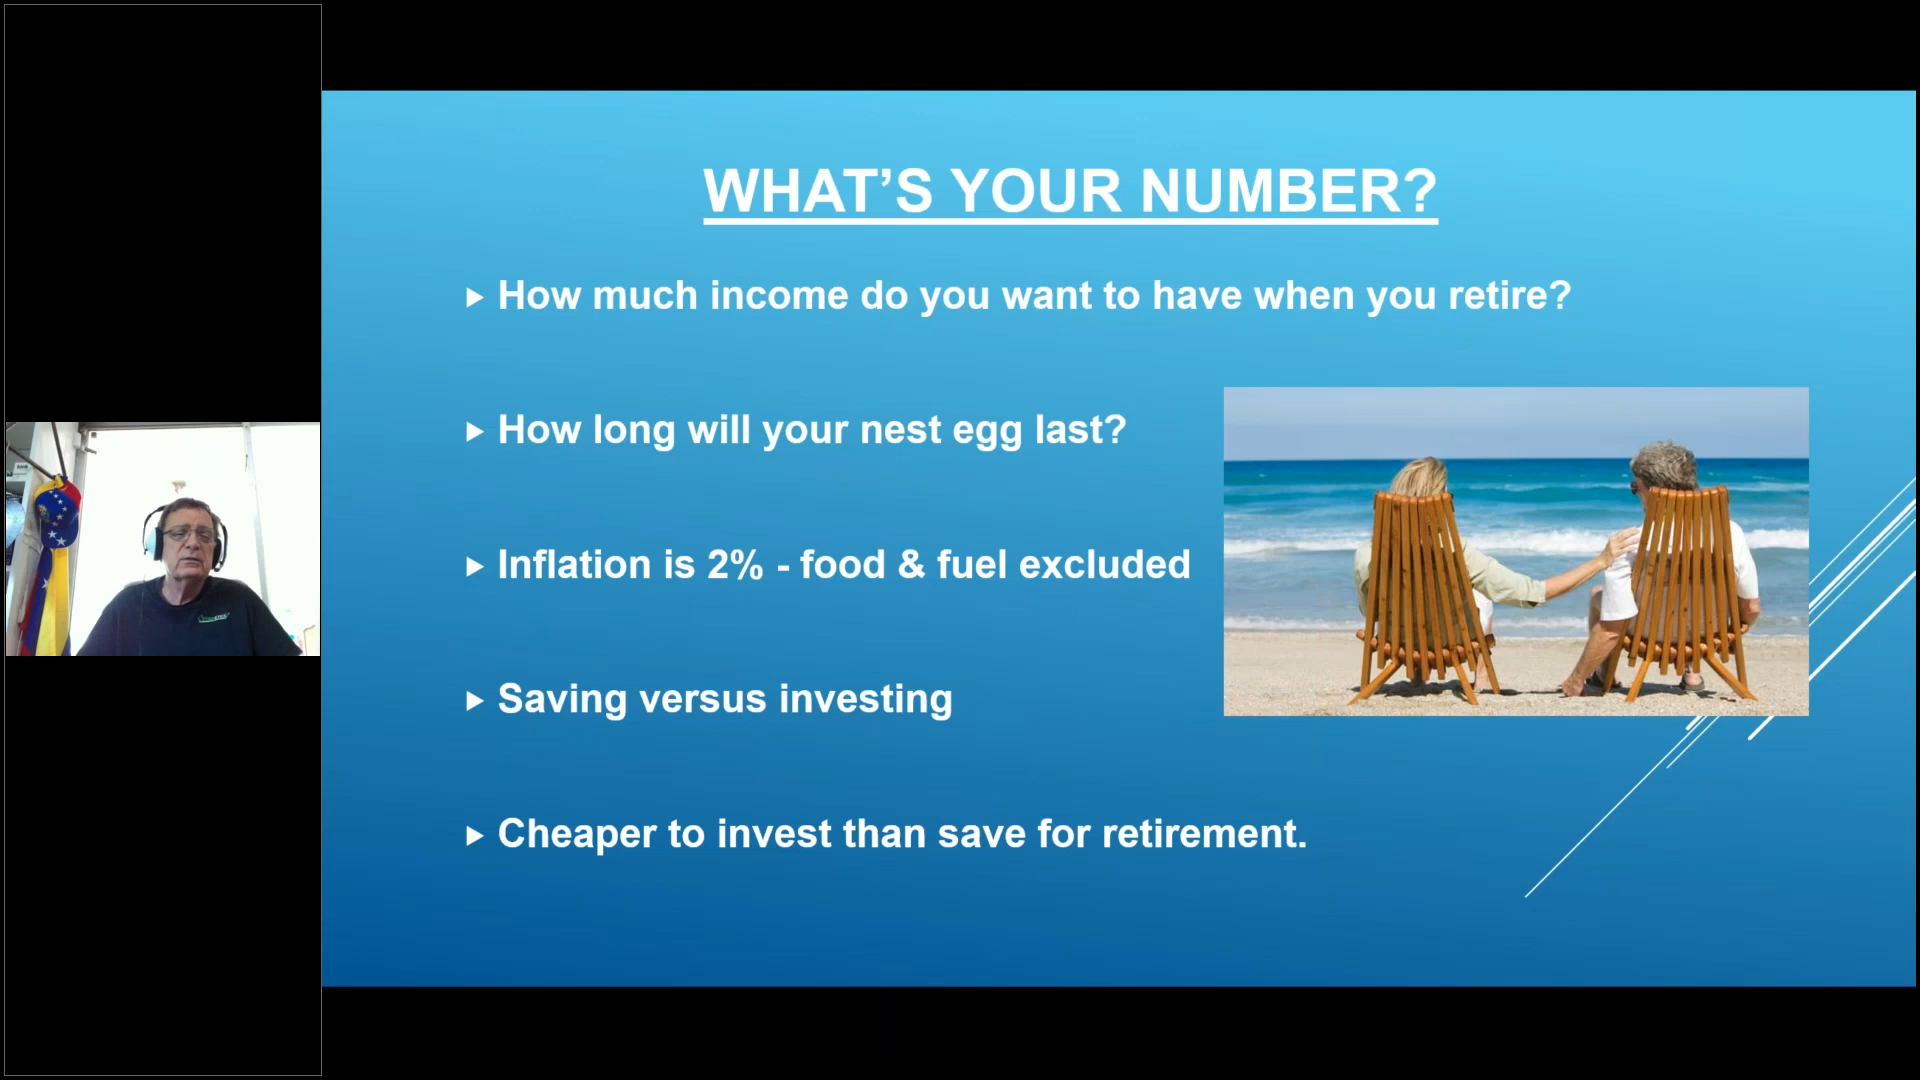 WHAT’S YOUR NUMBER?
How much income do you want to have when you retire?
How long will your nest egg last?
Inflation is 2% - food & fuel excluded
Saving versus investing
Cheaper to invest than save for retirement.